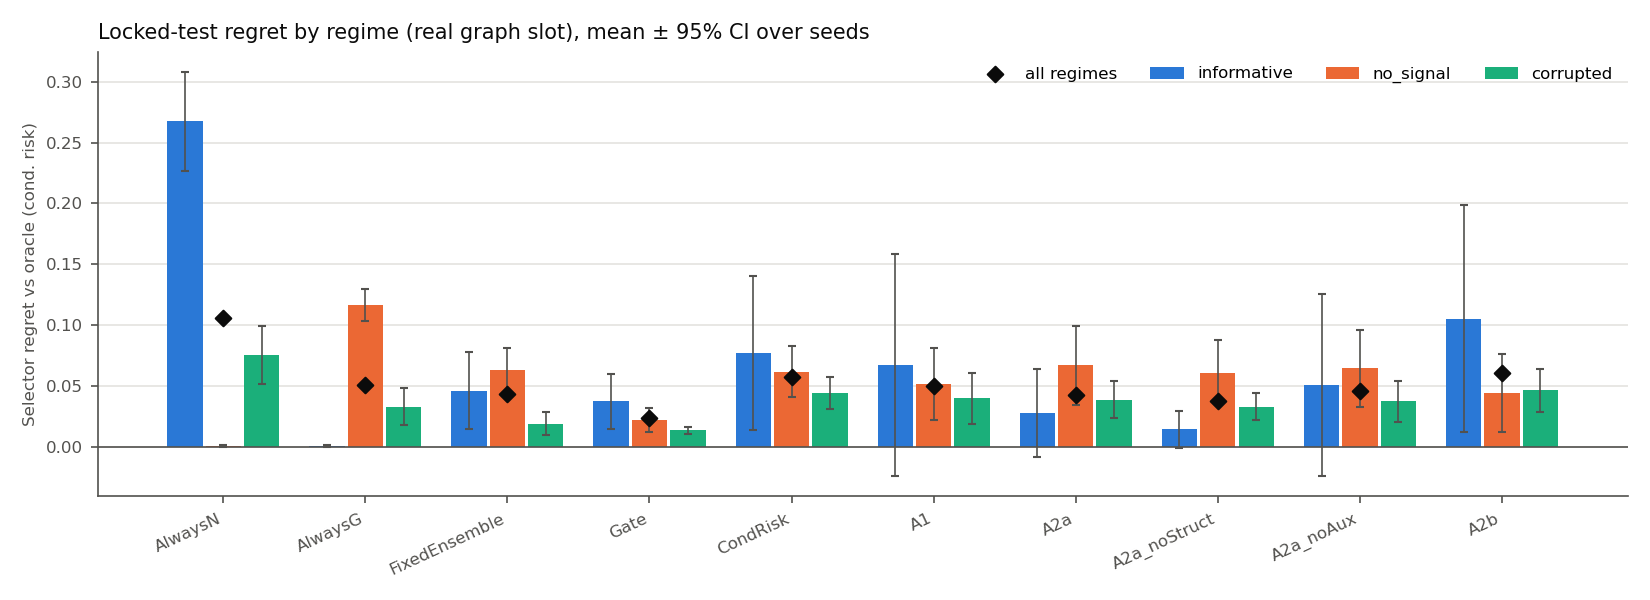 Locked-test regret by regime (real graph slot), mean ± 95% CI over seeds
all regimes informative no_signal corrupted
Selector regret vs oracle (cond. risk)
0.30
0.25
0.20
0.15
0.10
0.05
0.00
AlwaysN AlwaysG FixedEnsemble Gate CondRisk A1 A2a A2a_noStruct A2a_noAux A2b